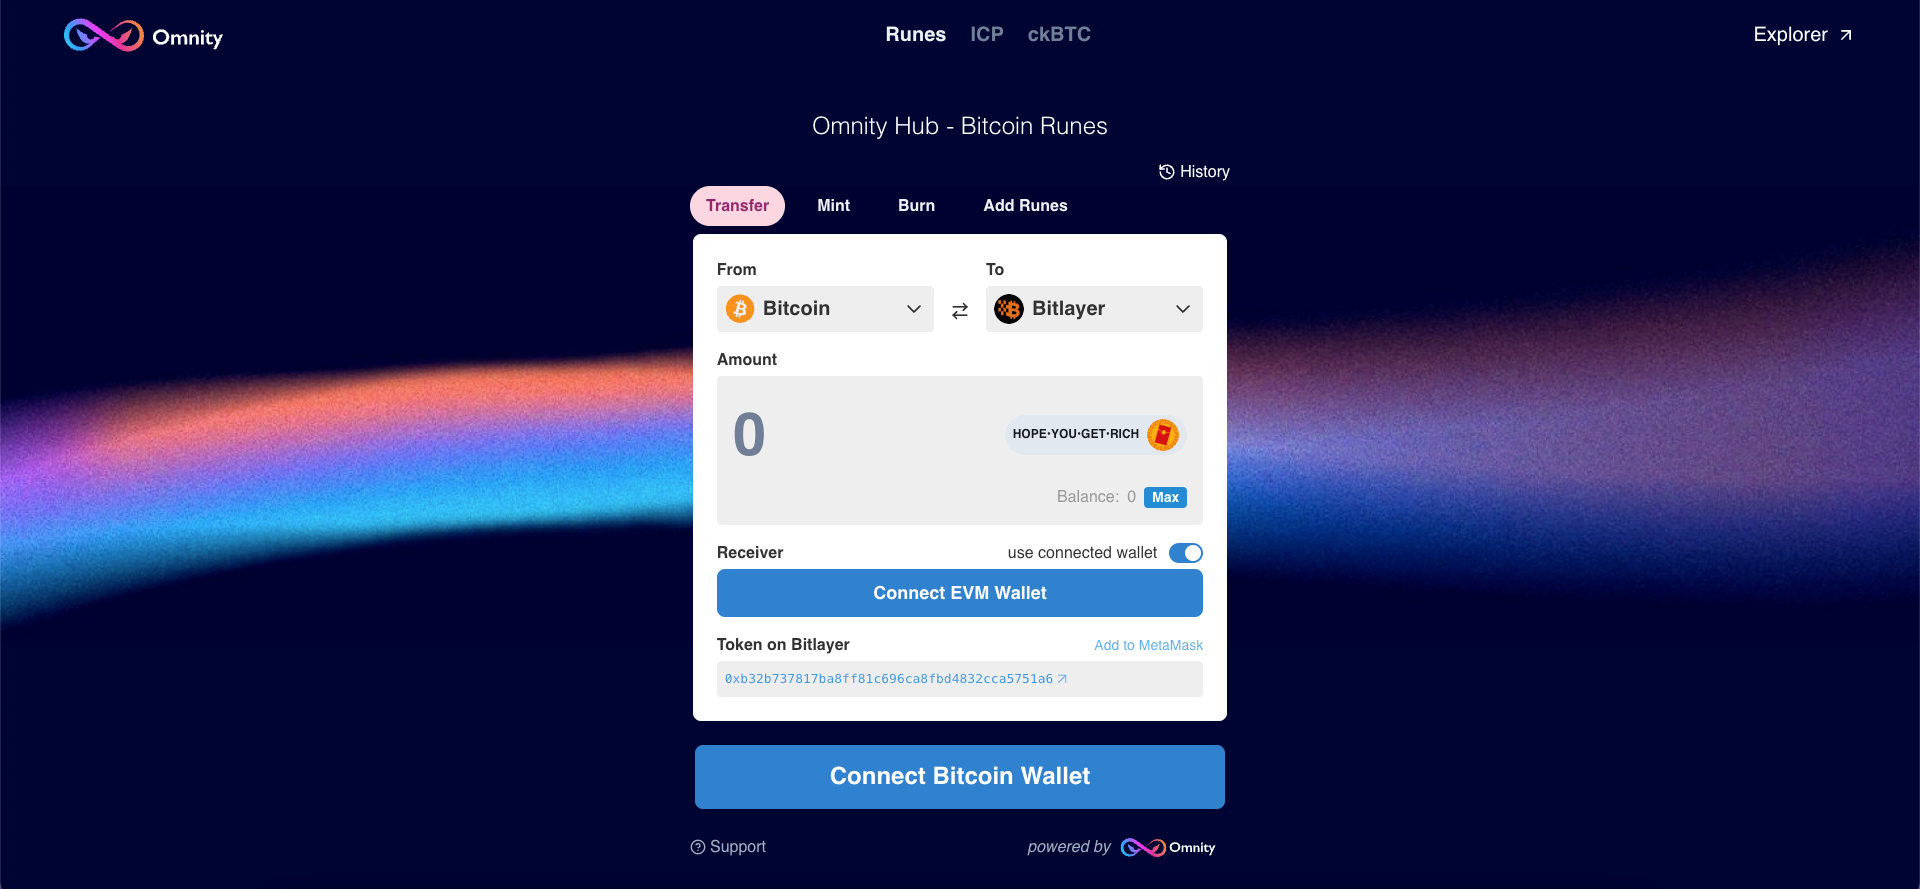 Omnity
Runes ICP ckBTC
Explorer
Omnity Hub - Bitcoin Runes
History
Transfer Mint Burn Add Runes
From To
Bitcoin Bitlayer
Amount
0 HOPE•YOU•GET•RICH
Balance: 0 Max
Receiver use connected wallet
Connect EVM Wallet
Token on Bitlayer Add to MetaMask
0xb32b737817ba8ff81c696ca8fbd4832cca5751a6
Connect Bitcoin Wallet
Support powered by Omnity